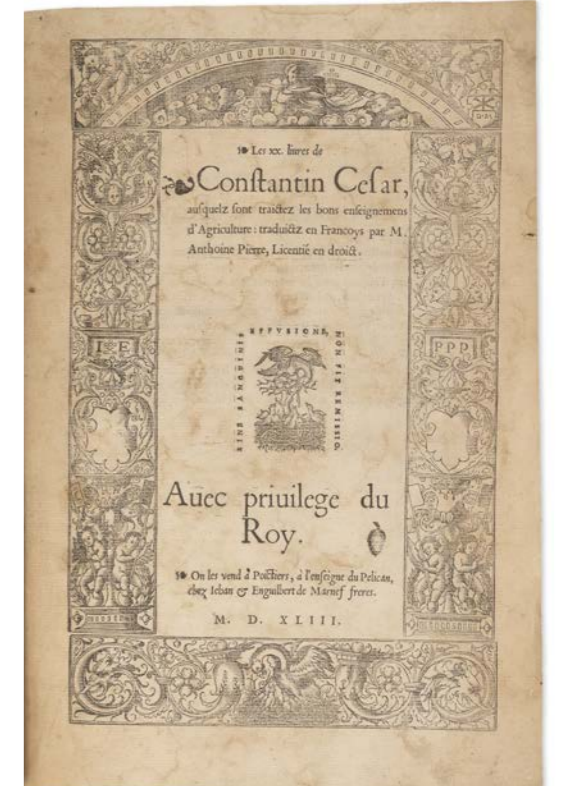 ❧ Les xx. liures de
❧ Constantin Cesar,
ausquelz sont traictez les bons enseignemens
d'Agriculture: traduictz en Francoys par M.
Anthoine Pierre, Licentié en droict.
SINE SANGVINIS
EFFVSIONE,
NON FIT REMISSIO.
I E
PPP
Auec priuilege du
Roy.
❧ On les vend à Poictiers, à l'enseigne du Pelican,
chez Iehan & Enguilbert de Marnef freres.
M. D. XLIII.